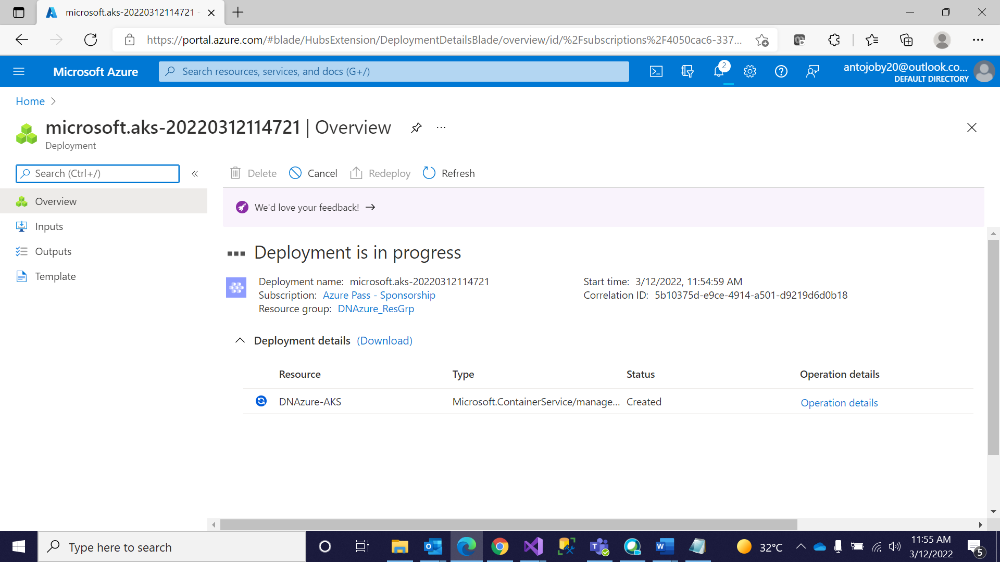 microsoft.aks-20220312114721 -
https://portal.azure.com/#blade/HubsExtension/DeploymentDetailsBlade/overview/id/%2Fsubscriptions%2F4050cac6-337...
Microsoft Azure
Search resources, services, and docs (G+/)
2
antojoby20@outlook.co...
DEFAULT DIRECTORY
Home
microsoft.aks-20220312114721 | Overview
Deployment
Search (Ctrl+/)
Delete
Cancel
Redeploy
Refresh
Overview
Inputs
Outputs
Template
We'd love your feedback!
Deployment is in progress
Deployment name: microsoft.aks-20220312114721
Subscription: Azure Pass - Sponsorship
Resource group: DNAzure_ResGrp
Start time: 3/12/2022, 11:54:59 AM
Correlation ID: 5b10375d-e9ce-4914-a501-d9219d6d0b18
Deployment details (Download)
Resource Type Status Operation details
DNAzure-AKS Microsoft.ContainerService/manage... Created Operation details
Type here to search
32°C
11:55 AM
3/12/2022
5